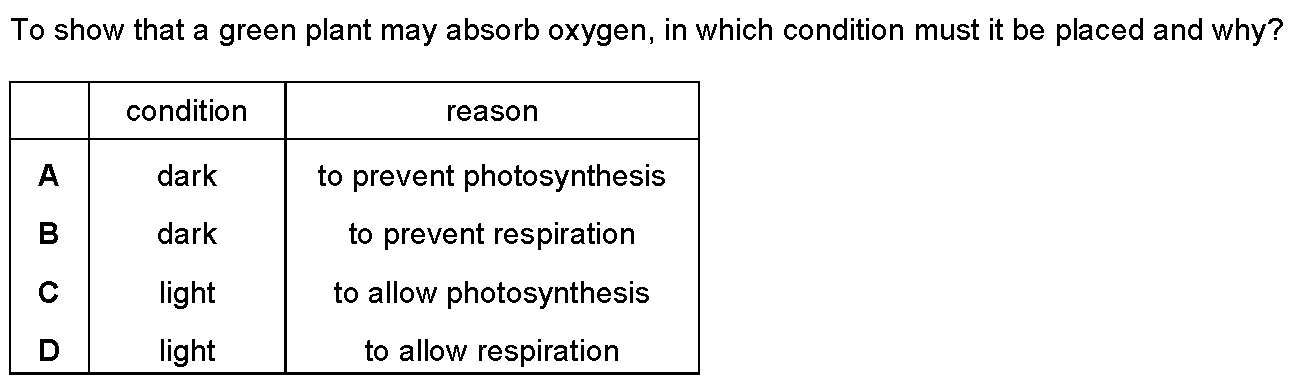 To show that a green plant may absorb oxygen, in which condition must it be placed and why?
condition reason
A dark to prevent photosynthesis
B dark to prevent respiration
C light to allow photosynthesis
D light to allow respiration